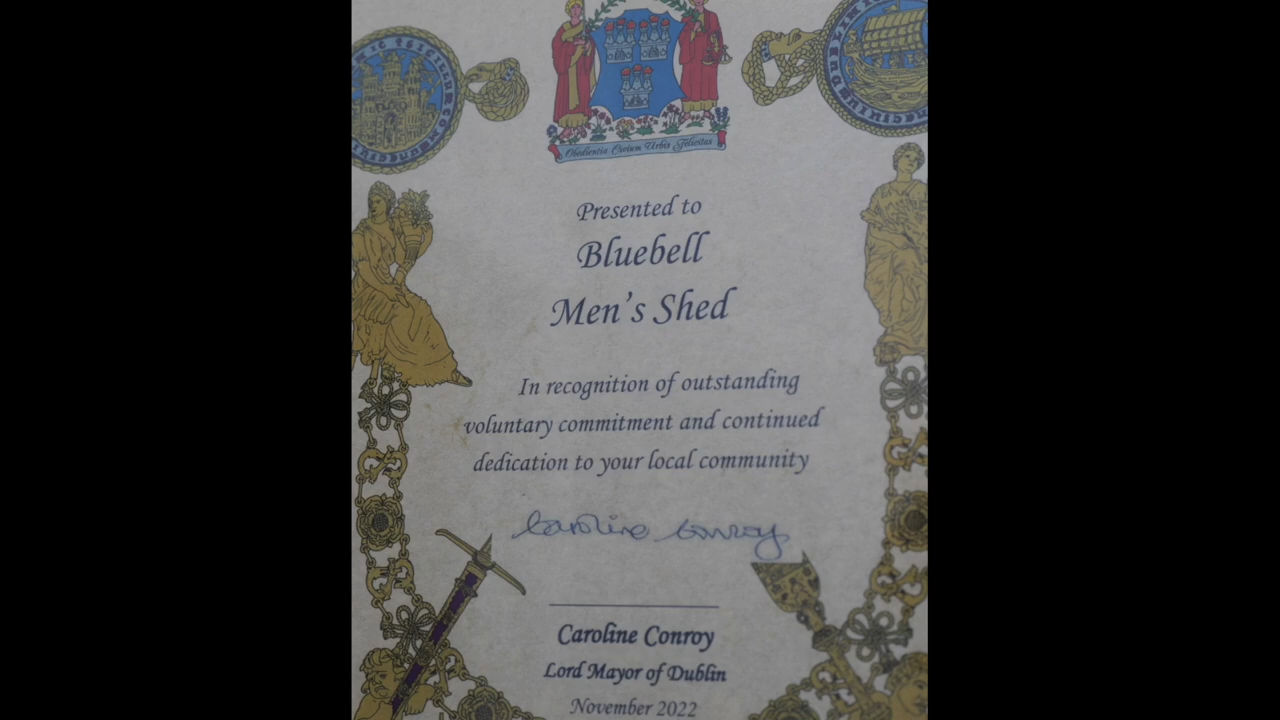 Obedientia Civium Urbis Felicitas
Presented to
Bluebell
Men's Shed
In recognition of outstanding
voluntary commitment and continued
dedication to your local community
Caroline Conroy
Caroline Conroy
Lord Mayor of Dublin
November 2022